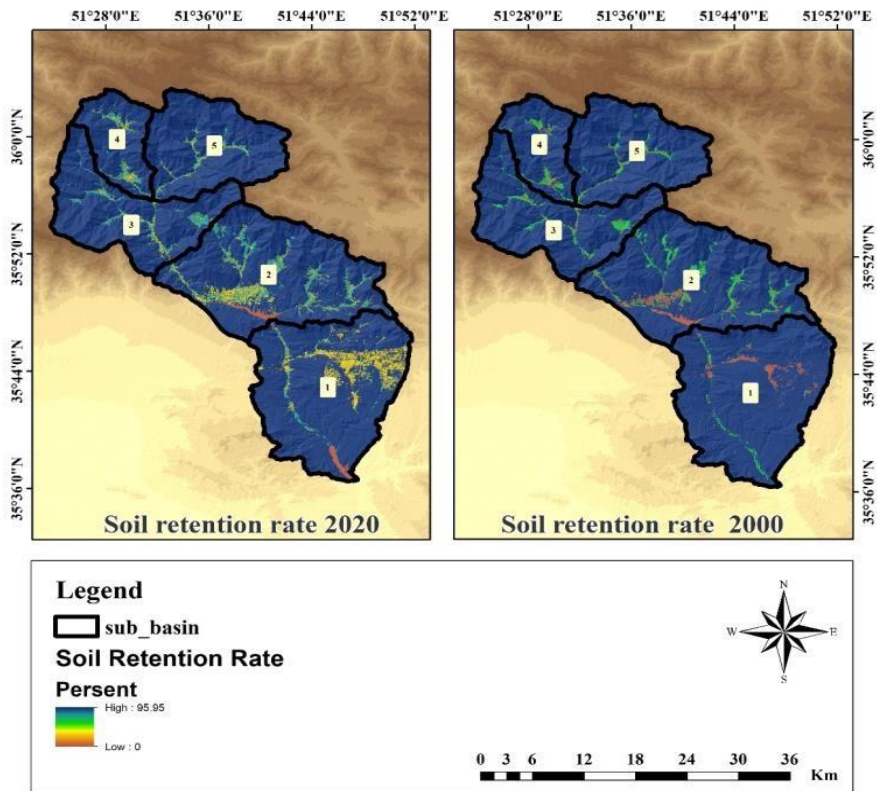 51°28'0"E 51°36'0"E 51°44'0"E 51°52'0"E
51°28'0"E 51°36'0"E 51°44'0"E 51°52'0"E
36°0'0"N
35°52'0"N
35°44'0"N
35°36'0"N
4
5
3
2
1
Soil retention rate 2020
4
5
3
2
1
Soil retention rate 2000
36°0'0"N
35°52'0"N
35°44'0"N
35°36'0"N
Legend
sub_basin
Soil Retention Rate
Persent
High : 95.95
Low : 0
N
W E
S
0 3 6 12 18 24 30 36
Km